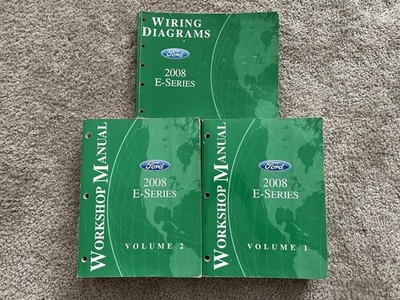 WIRING
DIAGRAMS
Ford
2008
E-SERIES
WORKSHOP MANUAL
Ford
2008
E-SERIES
VOLUME 2
WORKSHOP MANUAL
Ford
2008
E-SERIES
VOLUME 1